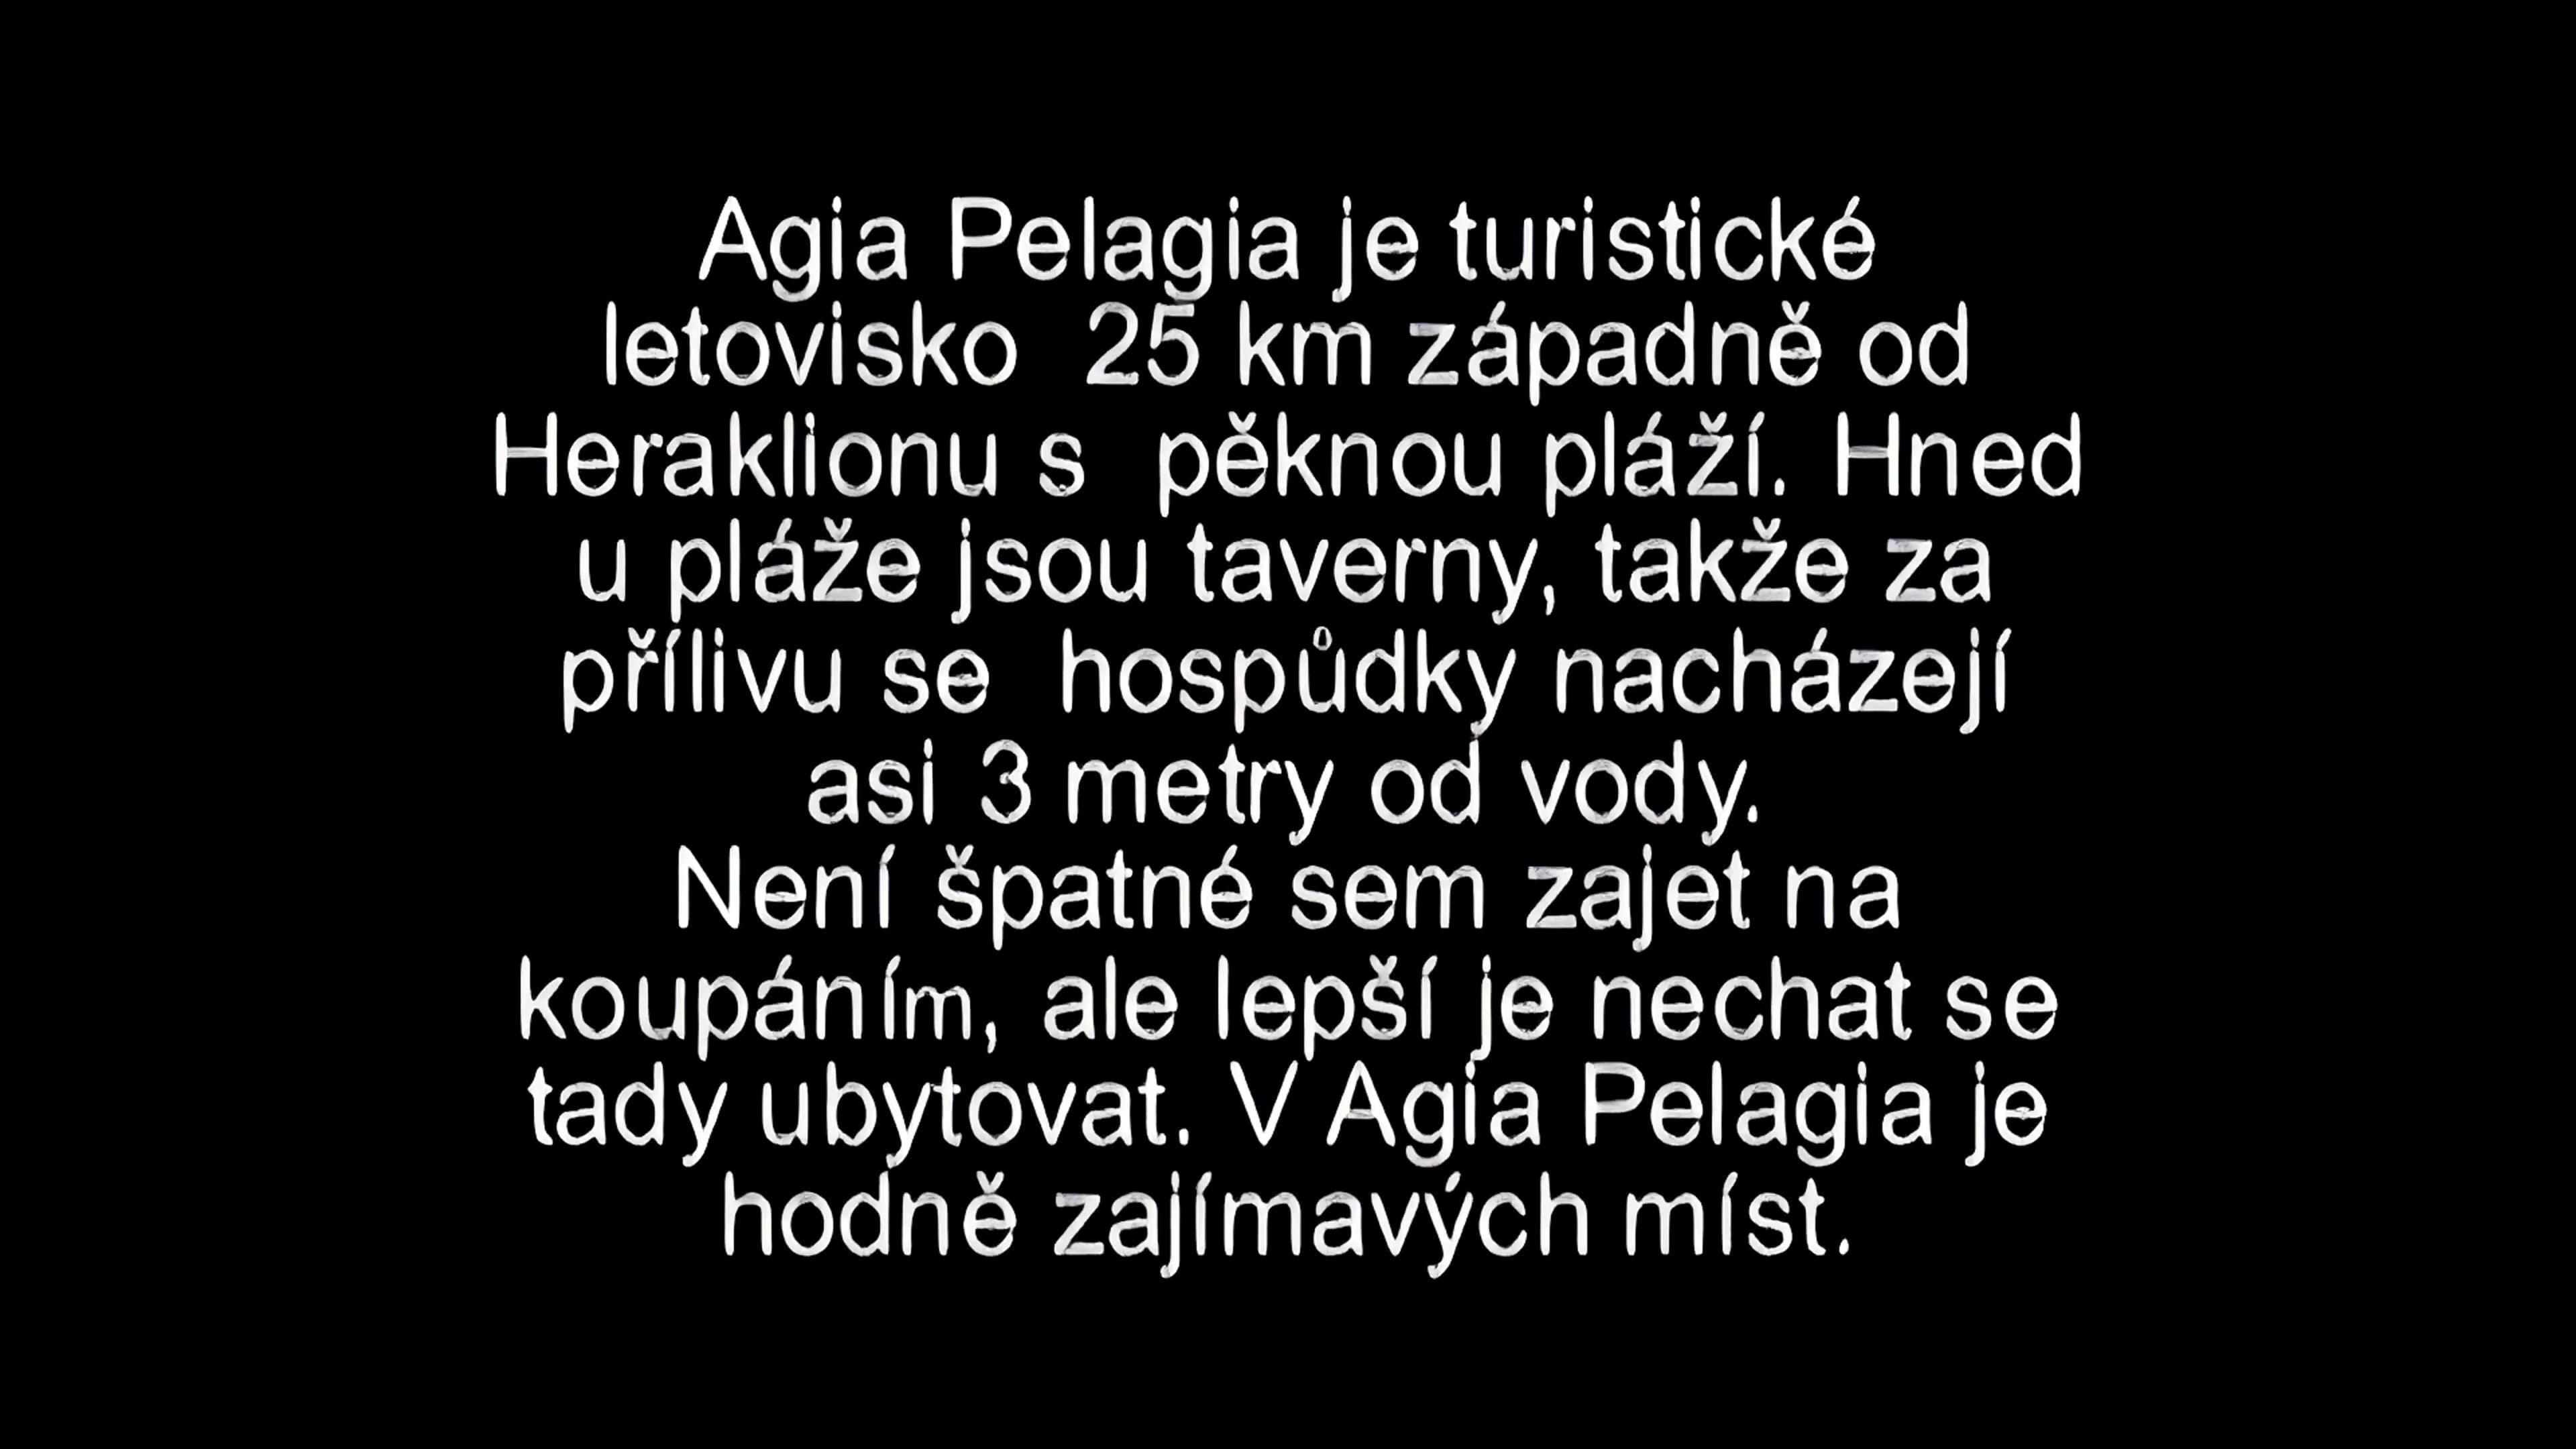 Agia Pelagia je turistické
letovisko  25 km západně od
Heraklionu s  pěknou pláží. Hned
u pláže jsou taverny, takže za
přílivu se  hospůdky nacházejí
asi 3 metry od vody.
Není špatné sem zajet na
koupáním, ale lepší je nechat se
tady ubytovat. V Agia Pelagia je
hodně zajímavých míst.